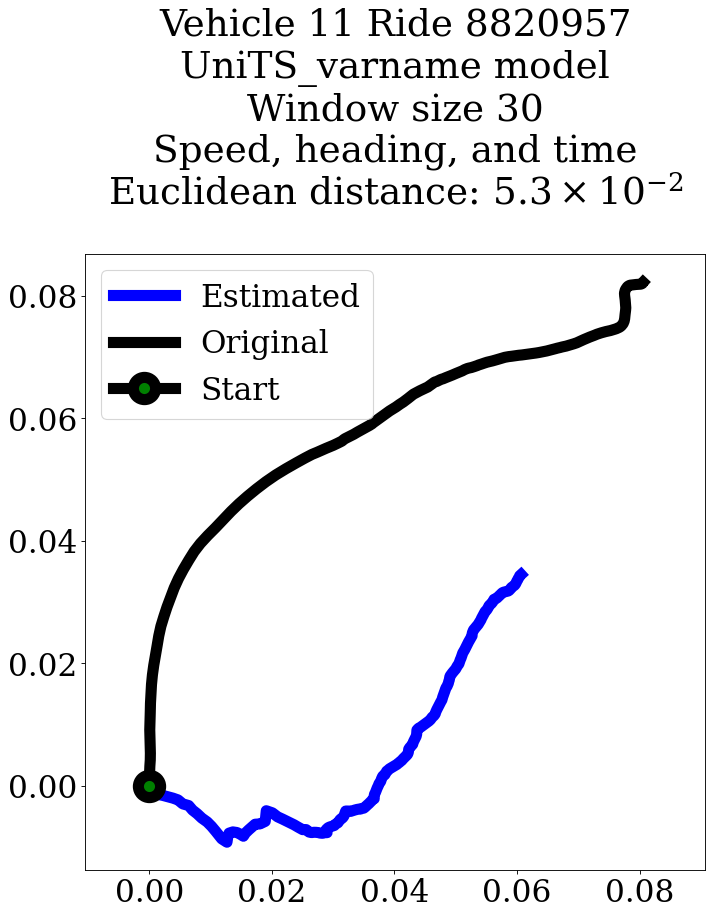 Vehicle 11 Ride 8820957
UniTS_varname model
Window size 30
Speed, heading, and time
Euclidean distance: 5.3 × 10⁻²
Estimated
Original
Start
0.08
0.06
0.04
0.02
0.00
0.00 0.02 0.04 0.06 0.08